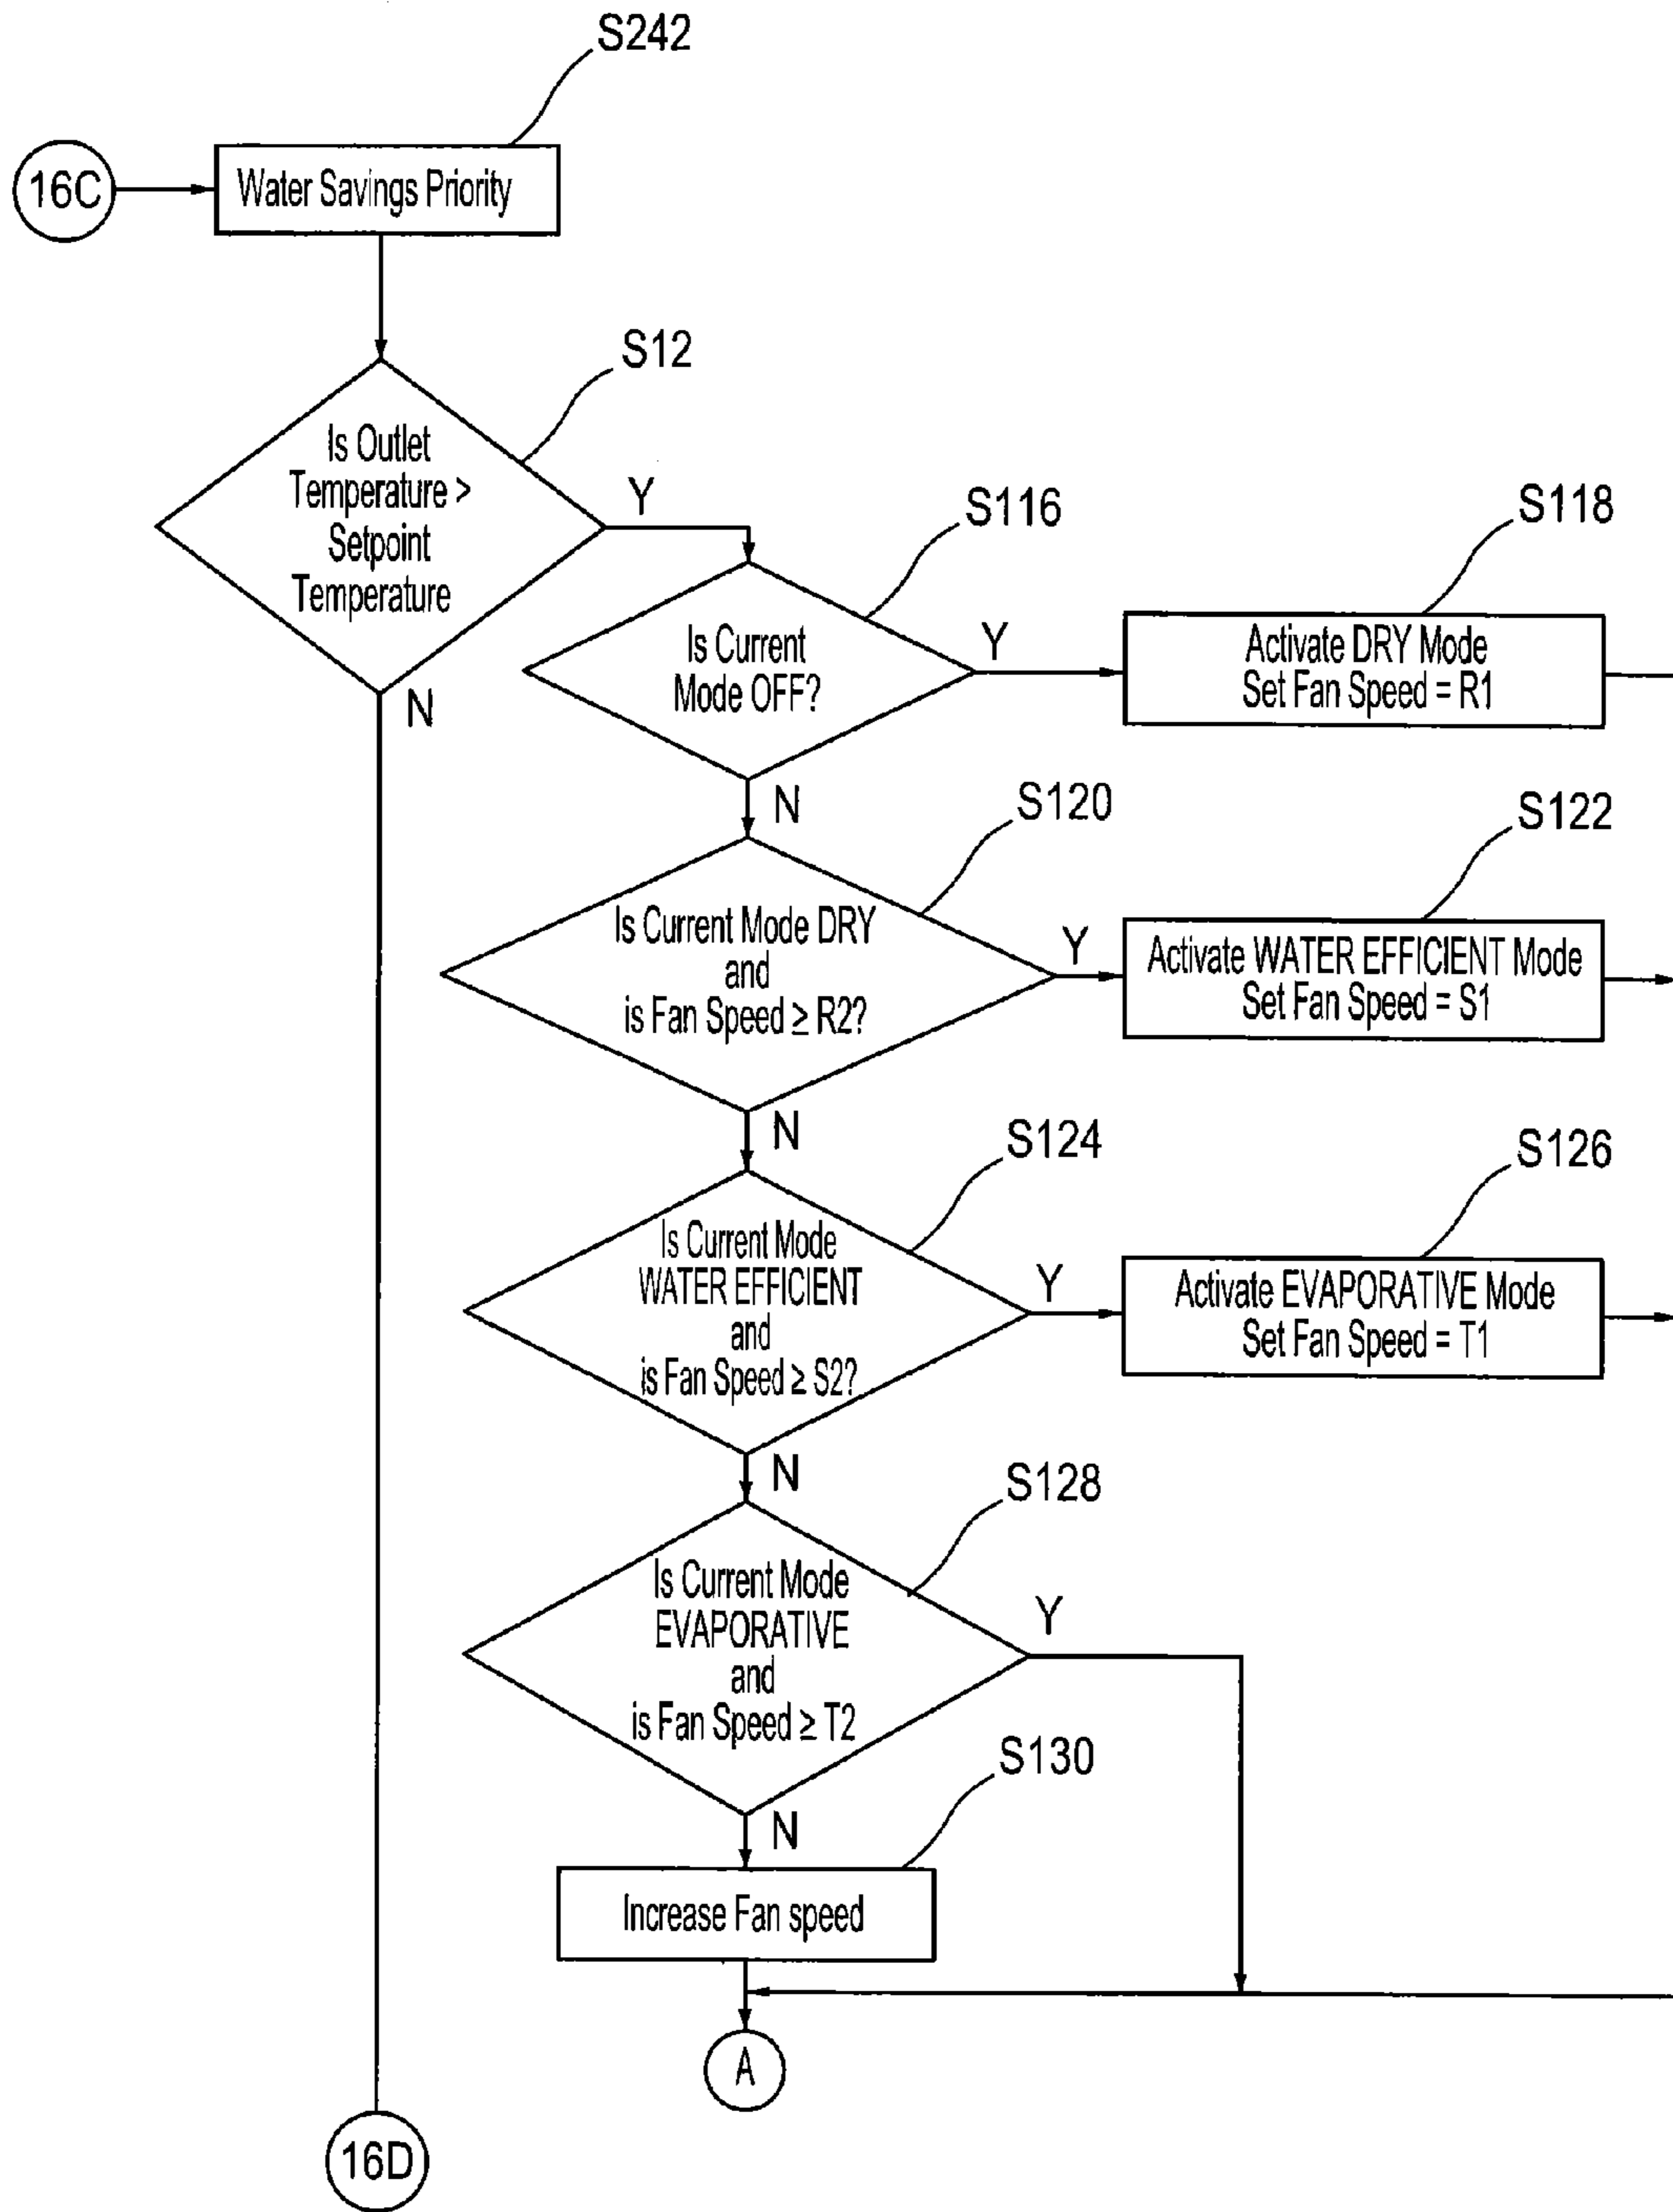 S242
16C
Water Savings Priority
S12
Is Outlet
Temperature >
Setpoint
Temperature
Y
N
S116
Is Current
Mode OFF?
Y
N
S118
Activate DRY Mode
Set Fan Speed = R1
S120
Is Current Mode DRY
and
is Fan Speed ≥ R2?
Y
N
S122
Activate WATER EFFICIENT Mode
Set Fan Speed = S1
S124
Is Current Mode
WATER EFFICIENT
and
is Fan Speed ≥ S2?
Y
N
S126
Activate EVAPORATIVE Mode
Set Fan Speed = T1
S128
Is Current Mode
EVAPORATIVE
and
is Fan Speed ≥ T2
Y
N
S130
Increase Fan speed
A
16D